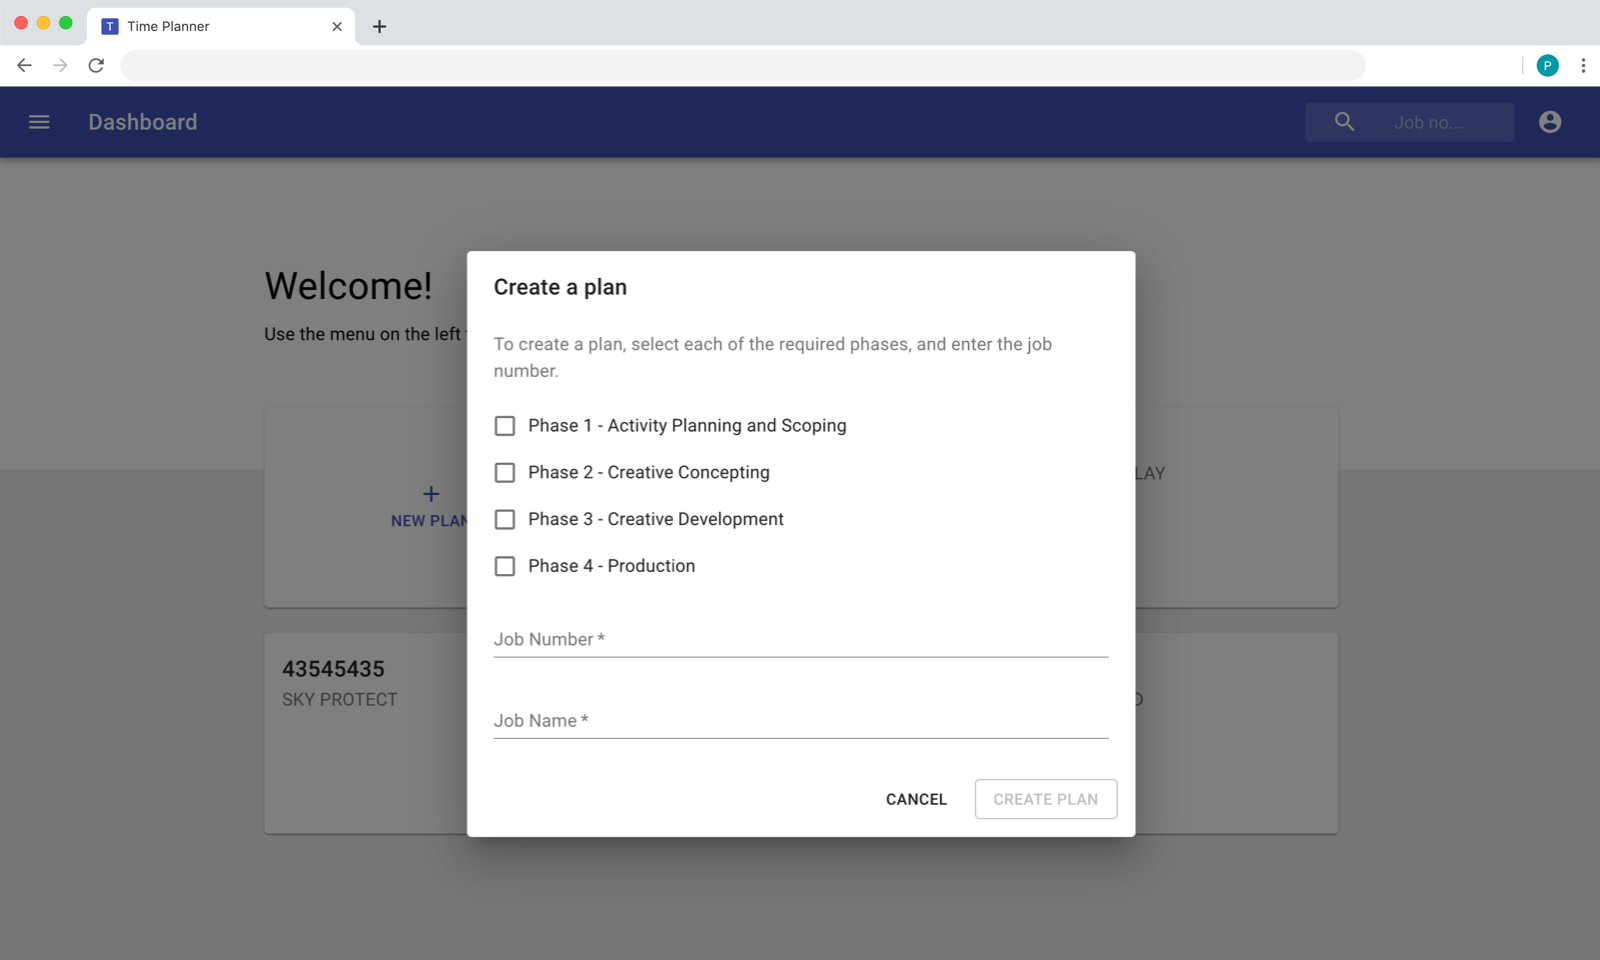 T Time Planner
P
Dashboard
Job no....
Welcome!
Use the menu on the left
Create a plan
To create a plan, select each of the required phases, and enter the job
number.
Phase 1 - Activity Planning and Scoping
Phase 2 - Creative Concepting
Phase 3 - Creative Development
Phase 4 - Production
Job Number *
Job Name *
CANCEL
CREATE PLAN
NEW PLAN
LAY
43545435
SKY PROTECT